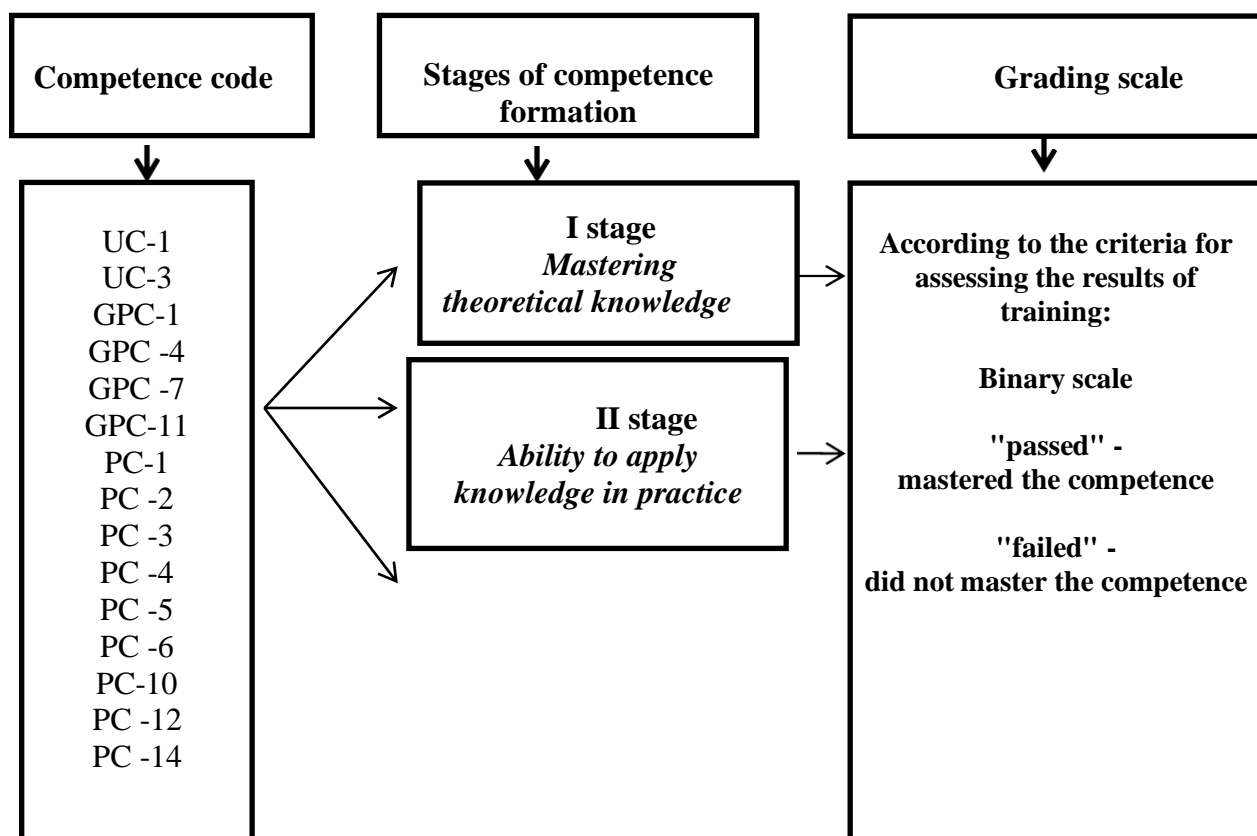 Competence code
Stages of competence
formation
Grading scale
UC-1
UC-3
GPC-1
GPC -4
GPC -7
GPC-11
PC-1
PC -2
PC -3
PC -4
PC -5
PC -6
PC-10
PC -12
PC -14
I stage
Mastering
theoretical knowledge
II stage
Ability to apply
knowledge in practice
According to the criteria for
assessing the results of
training:
Binary scale
"passed" -
mastered the competence
"failed" -
did not master the competence